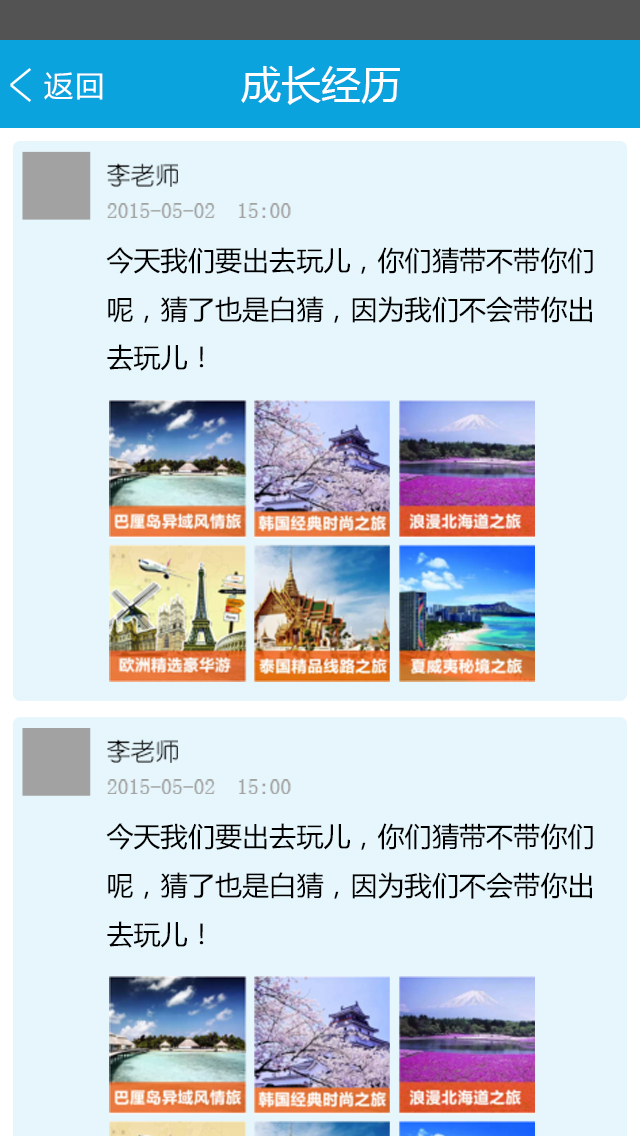 返回
成长经历
李老师
2015-05-02 15:00
今天我们要出去玩儿，你们猜带不带你们
呢，猜了也是白猜，因为我们不会带你出
去玩儿！
巴厘岛异域风情旅
韩国经典时尚之旅
浪漫北海道之旅
欧洲精选豪华游
泰国精品线路之旅
夏威夷秘境之旅
李老师
2015-05-02 15:00
今天我们要出去玩儿，你们猜带不带你们
呢，猜了也是白猜，因为我们不会带你出
去玩儿！
巴厘岛异域风情旅
韩国经典时尚之旅
浪漫北海道之旅